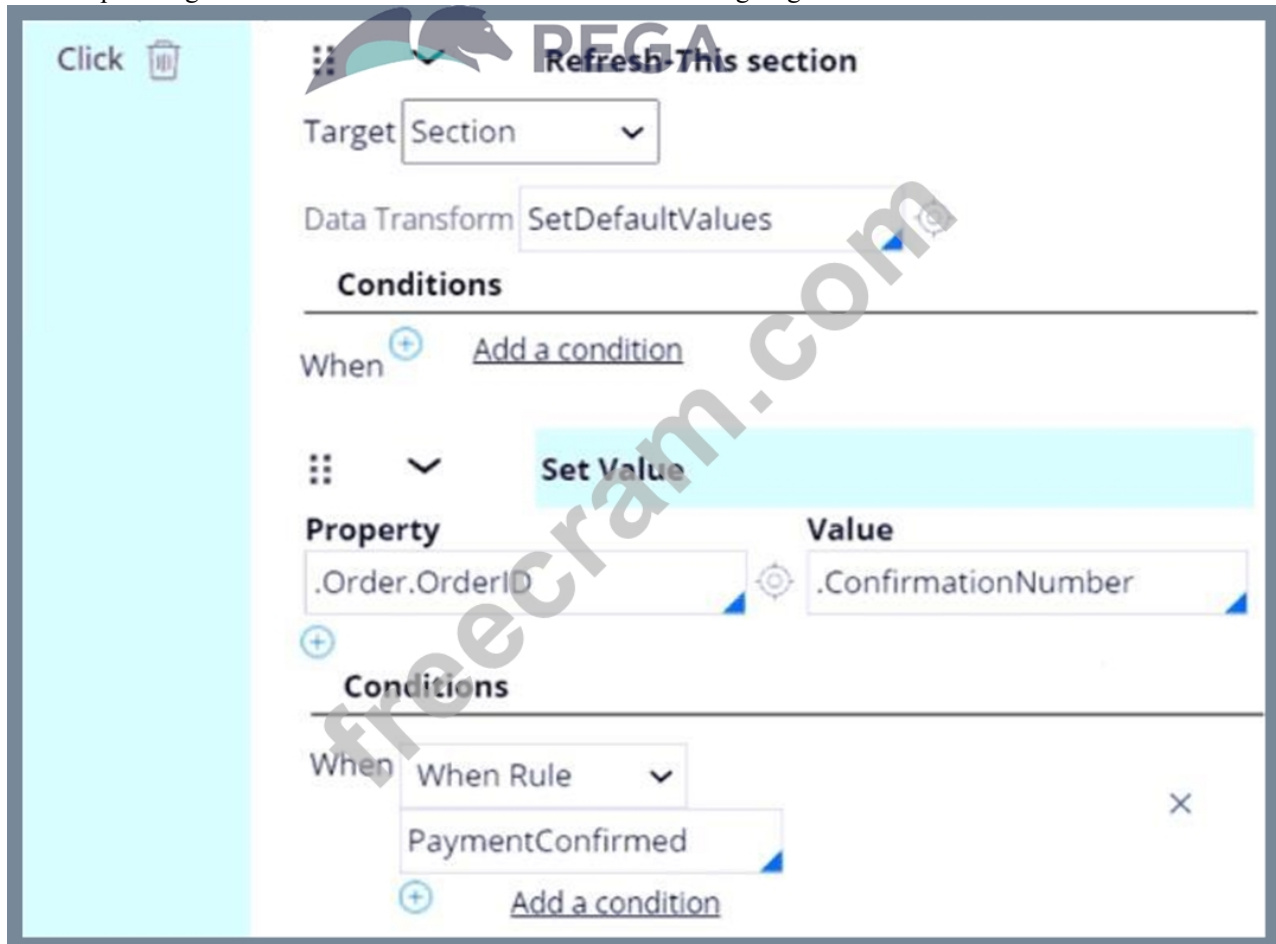 Click
PEGA
Refresh-This section
Target Section
Data Transform SetDefaultValues
Conditions
When Add a condition
Set Value
Property Value
.Order.OrderID .ConfirmationNumber
Conditions
When When Rule
PaymentConfirmed
Add a condition
freecram.com